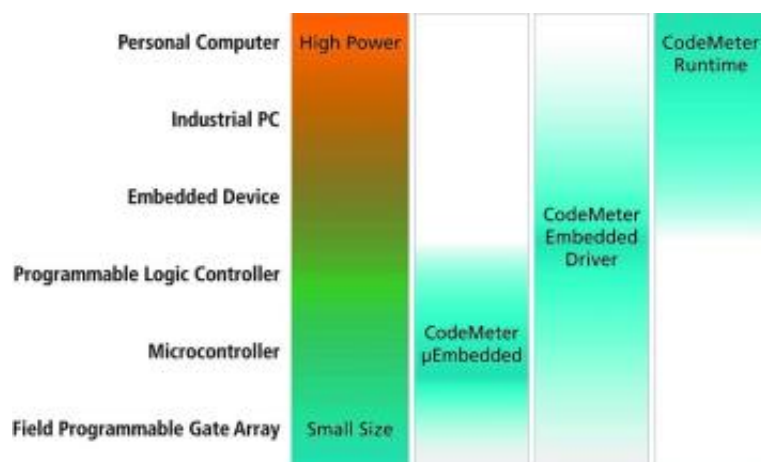 Personal Computer
High Power
CodeMeter
Runtime
Industrial PC
Embedded Device
CodeMeter
Embedded
Driver
Programmable Logic Controller
CodeMeter
µEmbedded
Microcontroller
Field Programmable Gate Array
Small Size